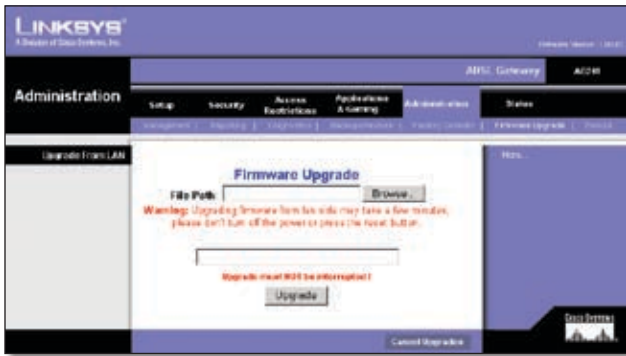 LINKSYS®
A Division of Cisco Systems, Inc.
ADSL Gateway
Administration
Setup
Security
Access Restrictions
Applications & Gaming
Administration
Status
Firmware Upgrade
Upgrade From LAN
More...
Firmware Upgrade
File Path:
Browse...
Warning: Upgrading firmware from lan side may take a few minutes,
please don't turn off the power or press the reset button.
Upgrade must NOT be interrupted !
Upgrade
Cancel Upgrades
CISCO SYSTEMS